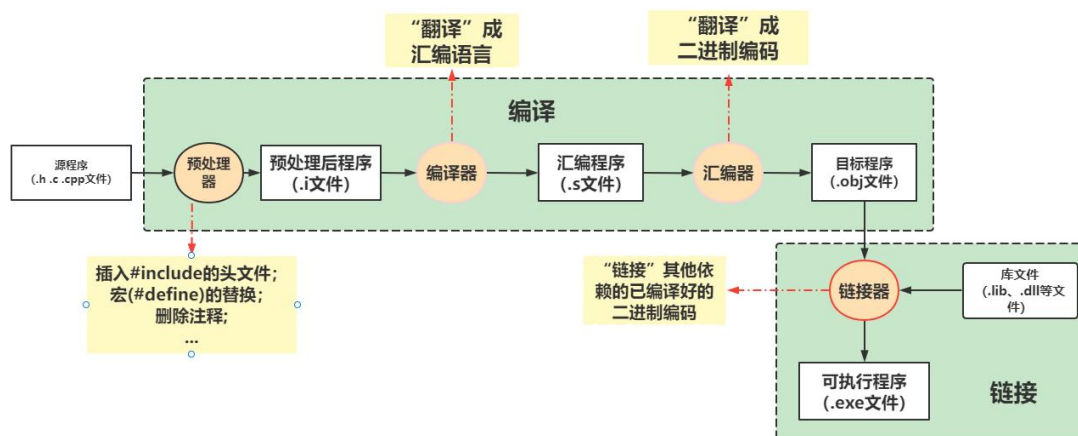 “翻译”成
汇编语言
“翻译”成
二进制编码
编译
源程序
(.h .c .cpp文件)
预处理
器
预处理后程序
(.i文件)
编译器
汇编程序
(.s文件)
汇编器
目标程序
(.obj文件)
插入#include的头文件;
宏(#define)的替换;
删除注释;
...
“链接”其他依
赖的已编译好的
二进制编码
链接器
库文件
(.lib、.dll等文
件)
可执行程序
(.exe文件)
链接